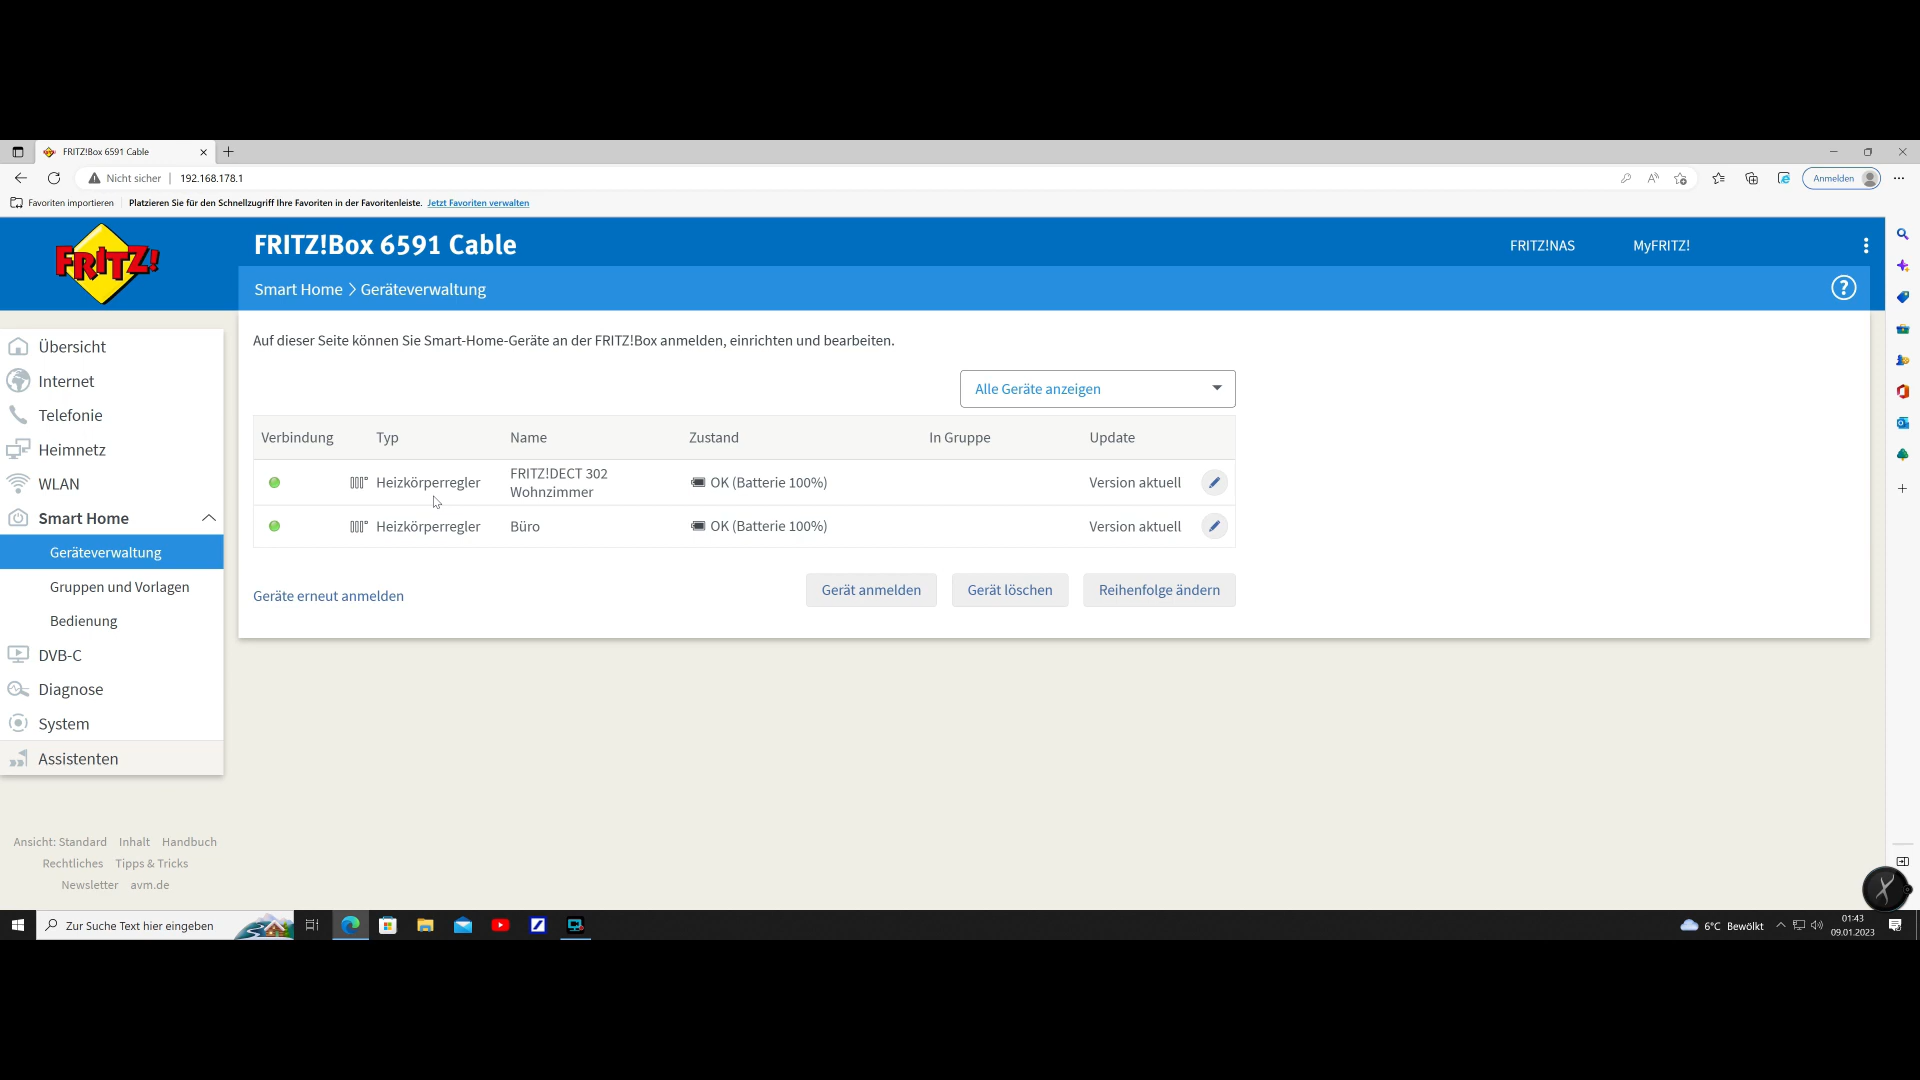 FRITZ!Box 6591 Cable
Nicht sicher | 192.168.178.1
Anmelden
Favoriten importieren Platzieren Sie für den Schnellzugriff Ihre Favoriten in der Favoritenleiste. Jetzt Favoriten verwalten
FRITZ!
FRITZ!Box 6591 Cable
FRITZ!NAS MyFRITZ!
Smart Home > Geräteverwaltung
?
Übersicht
Internet
Telefonie
Heimnetz
WLAN
Smart Home
Geräteverwaltung
Gruppen und Vorlagen
Bedienung
DVB-C
Diagnose
System
Assistenten
Ansicht: Standard Inhalt Handbuch
Rechtliches Tipps & Tricks
Newsletter avm.de
Auf dieser Seite können Sie Smart-Home-Geräte an der FRITZ!Box anmelden, einrichten und bearbeiten.
Alle Geräte anzeigen
Verbindung Typ Name Zustand In Gruppe Update
Heizkörperregler FRITZ!DECT 302 Wohnzimmer OK (Batterie 100%) Version aktuell
Heizkörperregler Büro OK (Batterie 100%) Version aktuell
Geräte erneut anmelden Gerät anmelden Gerät löschen Reihenfolge ändern
Zur Suche Text hier eingeben
6°C Bewölkt
01:43
09.01.2023